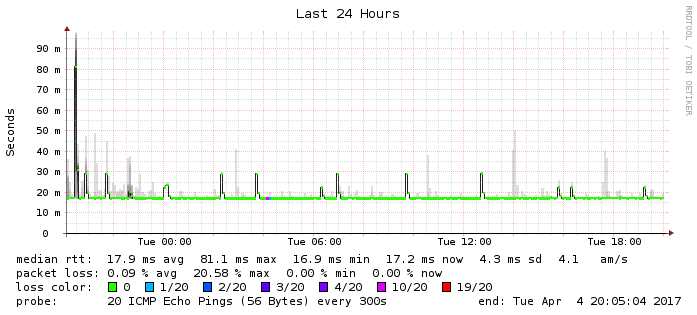 Last 24 Hours
RRDTOOL / TOBI OETIKER
Seconds
90 m
80 m
70 m
60 m
50 m
40 m
30 m
20 m
10 m
0
Tue 00:00 Tue 06:00 Tue 12:00 Tue 18:00
median rtt: 17.9 ms avg 81.1 ms max 16.9 ms min 17.2 ms now 4.3 ms sd 4.1 am/s
packet loss: 0.09 % avg 20.58 % max 0.00 % min 0.00 % now
loss color: 0 1/20 2/20 3/20 4/20 10/20 19/20
probe: 20 ICMP Echo Pings (56 Bytes) every 300s end: Tue Apr 4 20:05:04 2017